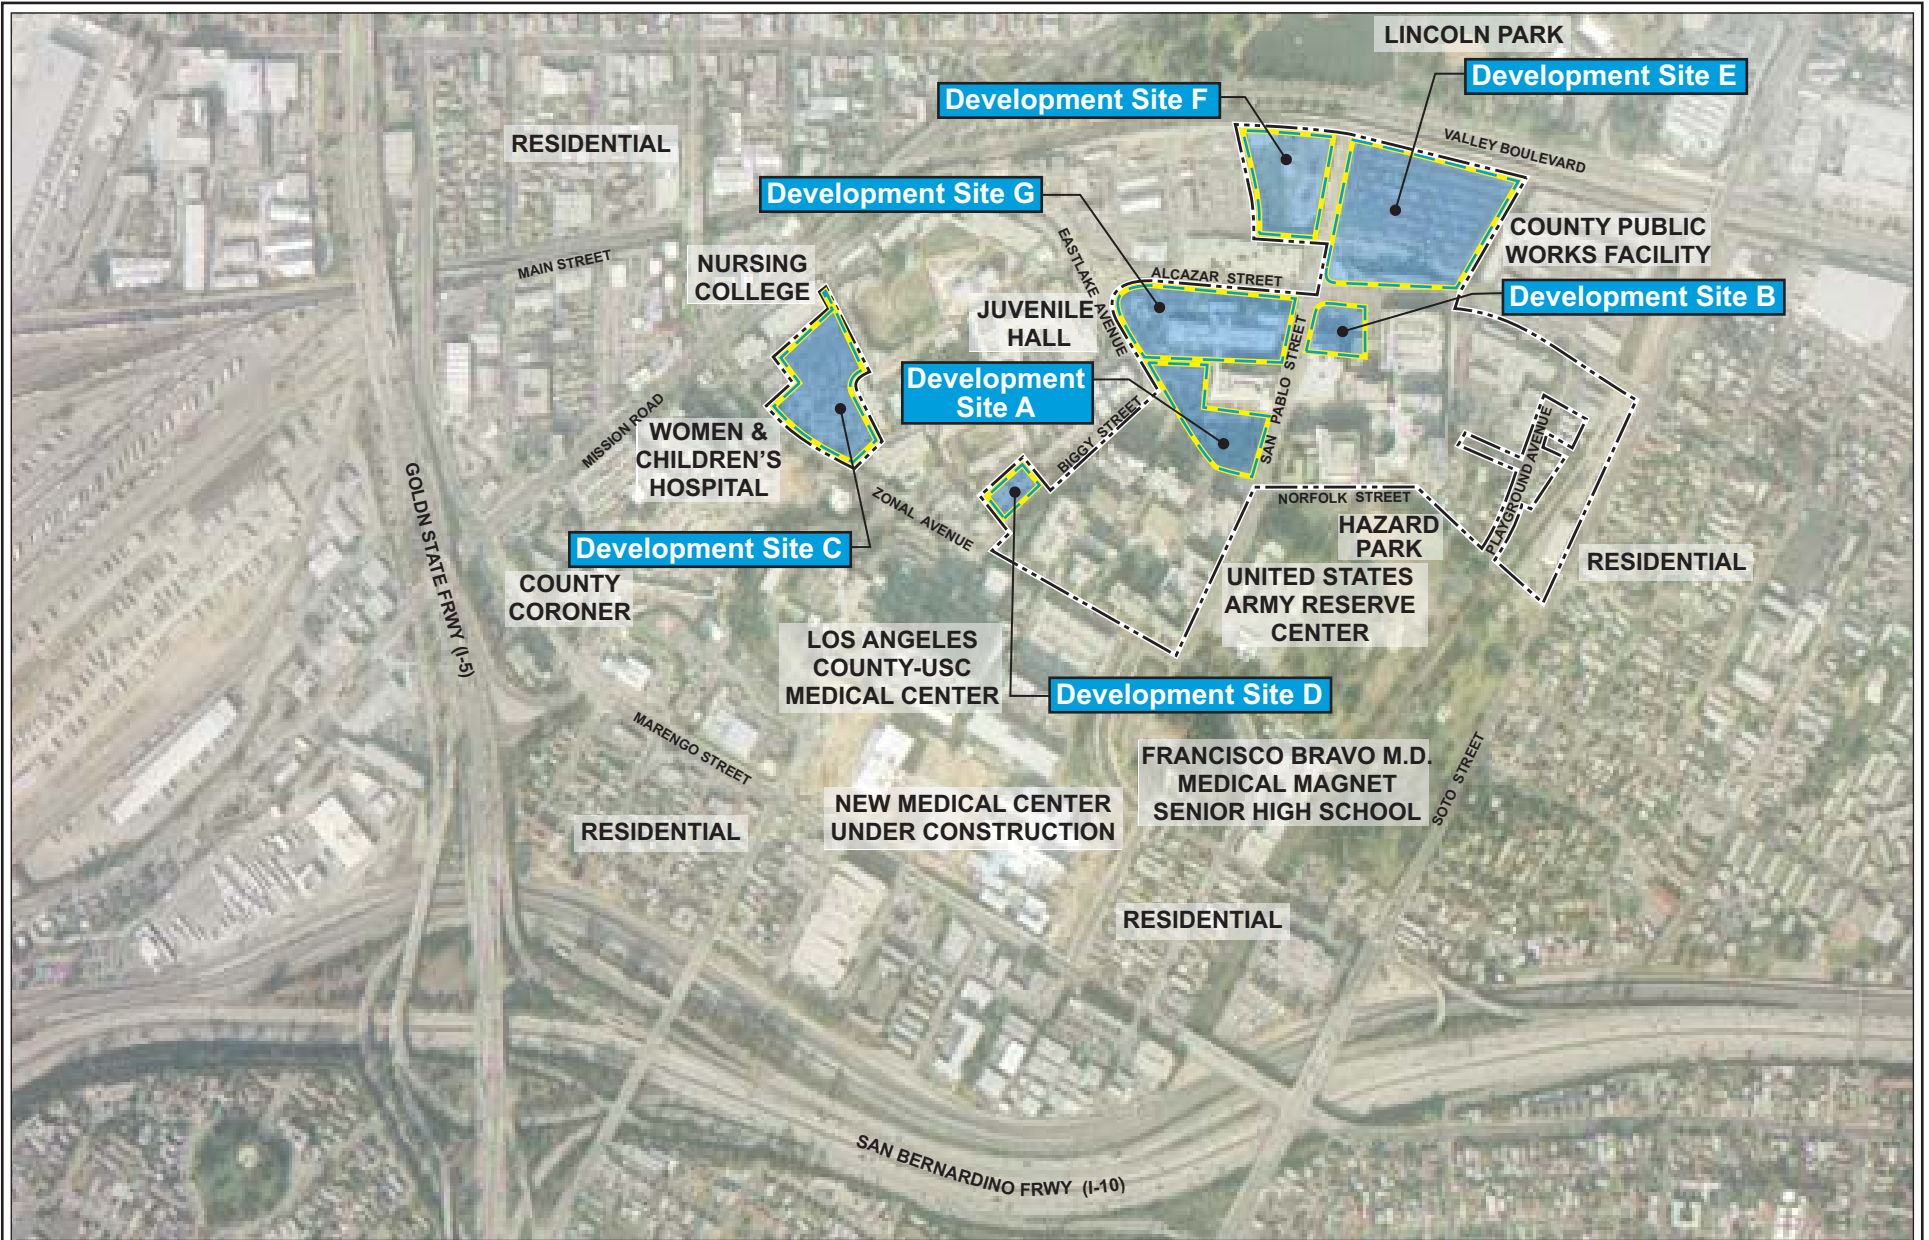 LINCOLN PARK
Development Site E
Development Site F
VALLEY BOULEVARD
RESIDENTIAL
Development Site G
COUNTY PUBLIC
WORKS FACILITY
EASTLAKE AVENUE
MAIN STREET
NURSING
COLLEGE
ALCAZAR STREET
Development Site B
JUVENILE
HALL
SAN PABLO STREET
Development
Site A
MISSION ROAD
BIGGY STREET
PLAYGROUND AVENUE
WOMEN &
CHILDREN'S
HOSPITAL
GOLDN STATE FRWY (I-5)
ZONAL AVENUE
NORFOLK STREET
HAZARD
PARK
Development Site C
RESIDENTIAL
COUNTY
CORONER
UNITED STATES
ARMY RESERVE
CENTER
LOS ANGELES
COUNTY-USC
MEDICAL CENTER
Development Site D
MARENGO STREET
FRANCISCO BRAVO M.D.
MEDICAL MAGNET
SENIOR HIGH SCHOOL
SOTO STREET
NEW MEDICAL CENTER
UNDER CONSTRUCTION
RESIDENTIAL
RESIDENTIAL
SAN BERNARDINO FRWY (I-10)